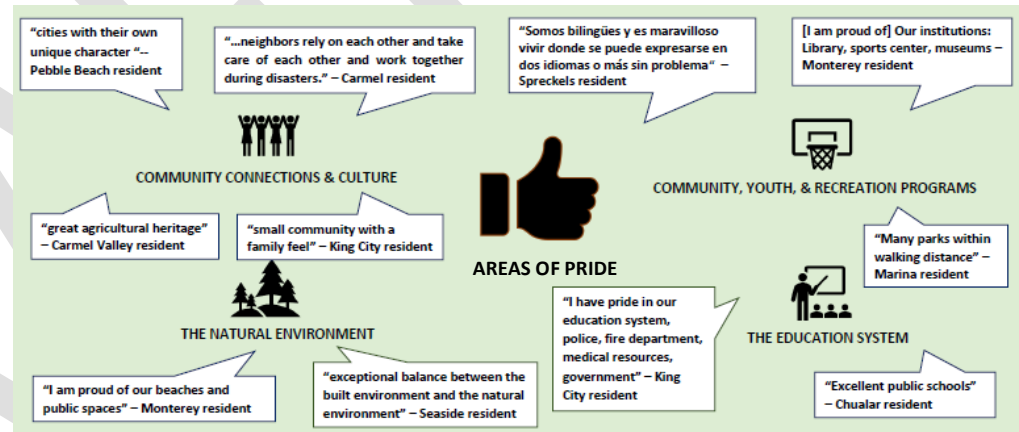 “cities with their own
unique character “--
Pebble Beach resident
“…neighbors rely on each other and take
care of each other and work together
during disasters.” – Carmel resident
“Somos bilingües y es maravilloso
vivir donde se puede expresarse en
dos idiomas o más sin problema“ –
Spreckels resident
[I am proud of] Our institutions:
Library, sports center, museums –
Monterey resident
COMMUNITY CONNECTIONS & CULTURE
COMMUNITY, YOUTH, & RECREATION PROGRAMS
“great agricultural heritage”
– Carmel Valley resident
“small community with a
family feel” – King City resident
“Many parks within
walking distance” –
Marina resident
AREAS OF PRIDE
THE NATURAL ENVIRONMENT
“I have pride in our
education system,
police, fire department,
medical resources,
government” – King
City resident
THE EDUCATION SYSTEM
“I am proud of our beaches and
public spaces” – Monterey resident
“exceptional balance between the
built environment and the natural
environment” – Seaside resident
“Excellent public schools”
– Chualar resident